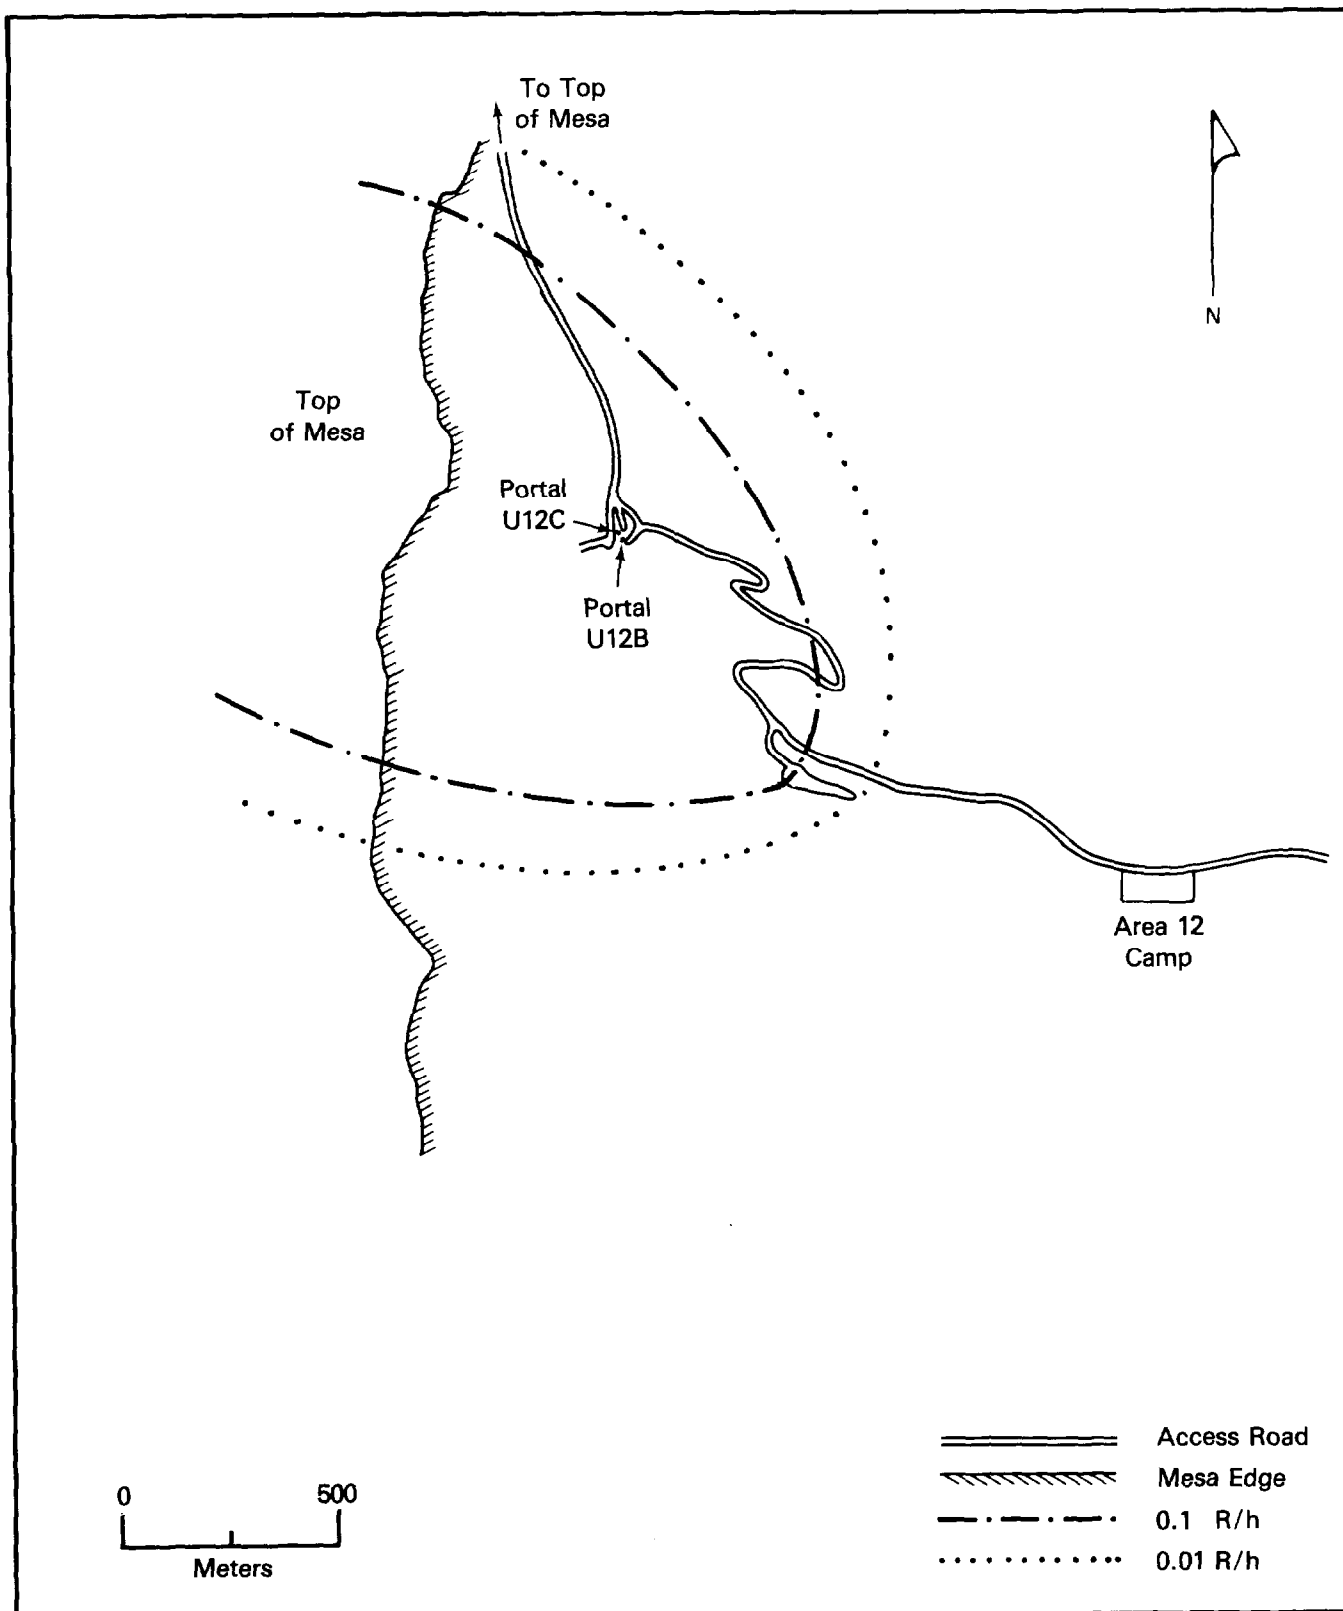 To Top
of Mesa
N
Top
of Mesa
Portal
U12C
Portal
U12B
Area 12
Camp
Access Road
Mesa Edge
0.1 R/h
0.01 R/h
0 500
Meters